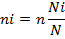 ni = n Ni/N